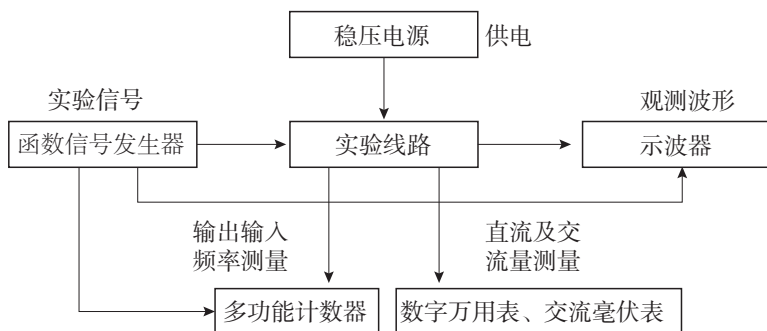 稳压电源
供电
实验信号
观测波形
函数信号发生器
实验线路
示波器
输出输入
频率测量
直流及交
流量测量
多功能计数器
数字万用表、交流毫伏表